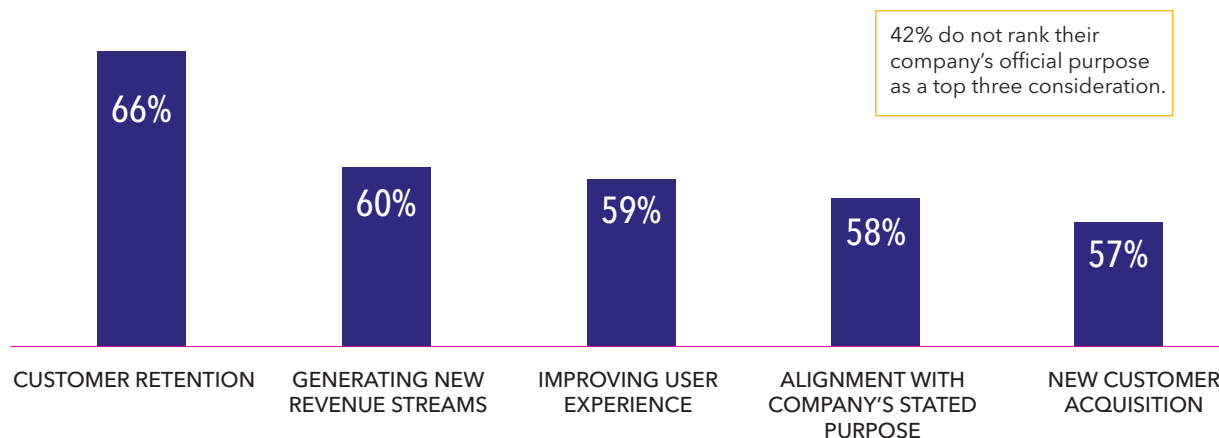 42% do not rank their
company’s official purpose
as a top three consideration.
66%
60%
59%
58%
57%
CUSTOMER RETENTION
GENERATING NEW
REVENUE STREAMS
IMPROVING USER
EXPERIENCE
ALIGNMENT WITH
COMPANY’S STATED
PURPOSE
NEW CUSTOMER
ACQUISITION